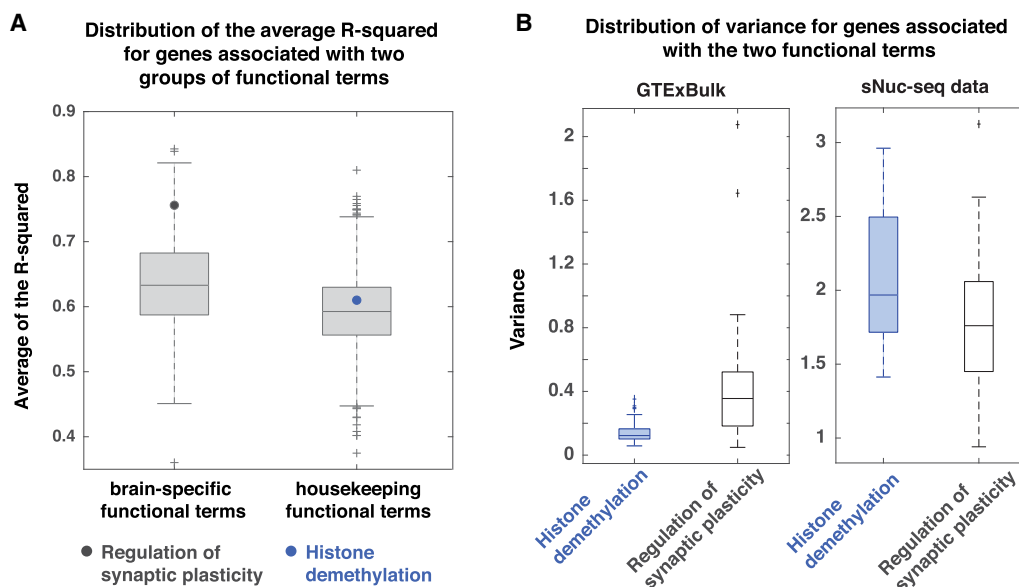 A
Distribution of the average R-squared
for genes associated with two
groups of functional terms
Average of the R-squared
0.9
0.8
0.7
0.6
0.5
0.4
brain-specific
functional terms
housekeeping
functional terms
Regulation of
synaptic plasticity
Histone
demethylation
B
Distribution of variance for genes associated
with the two functional terms
GTExBulk
Variance
2
1.6
1.2
0.8
0.4
0
Histone
demethylation
Regulation of
synaptic plasticity
sNuc-seq data
3
2.5
2
1.5
1
Histone
demethylation
Regulation of
synaptic plasticity